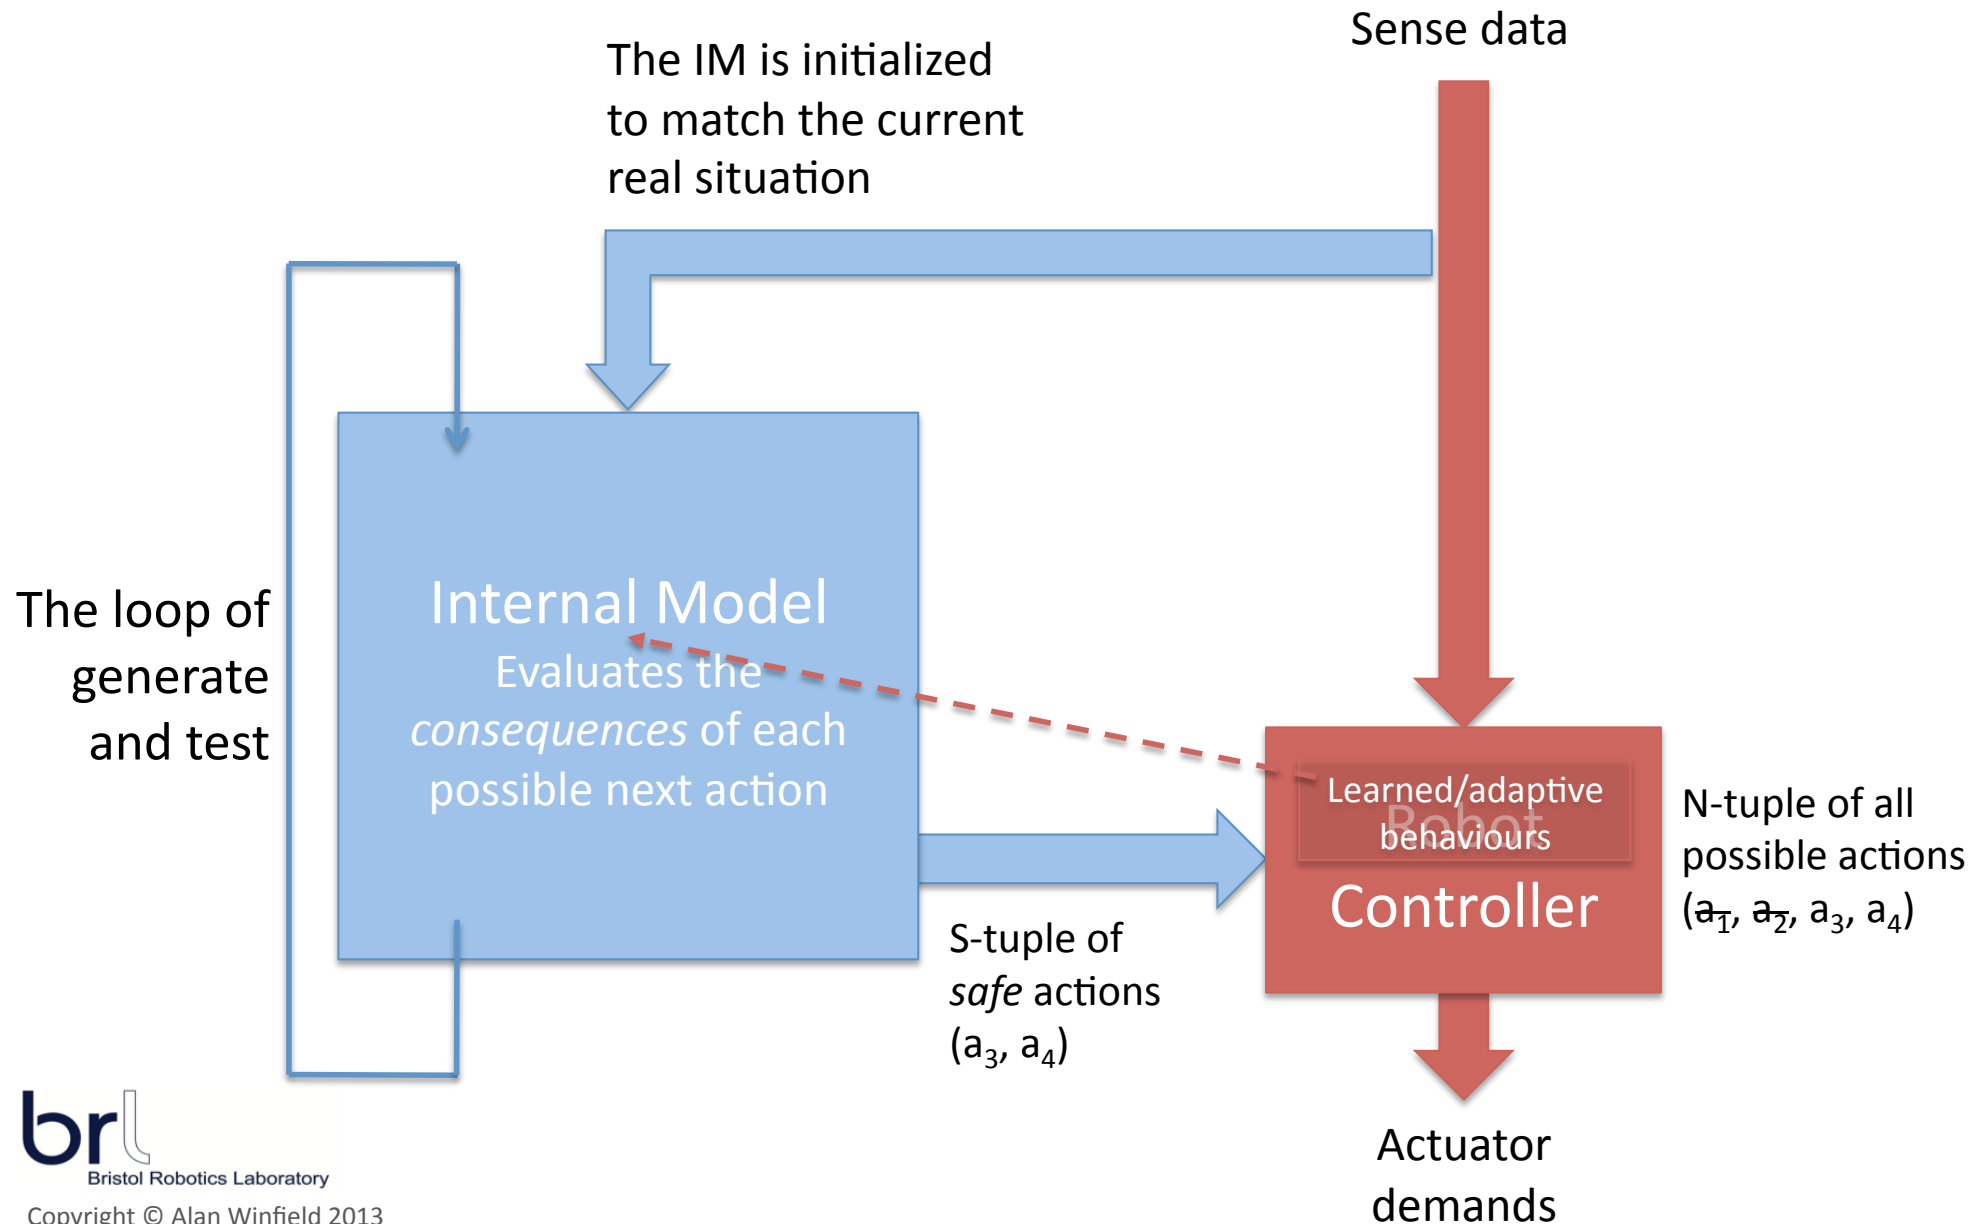 Sense data
The IM is initialized
to match the current
real situation
The loop of
generate
and test
Internal Model
Evaluates the
consequences of each
possible next action
Learned/adaptive
behaviours
Robot
Controller
N-tuple of all
possible actions
(a₁, a₂, a₃, a₄)
S-tuple of
safe actions
(a₃, a₄)
Actuator
demands
brl
Bristol Robotics Laboratory
Copyright © Alan Winfield 2013